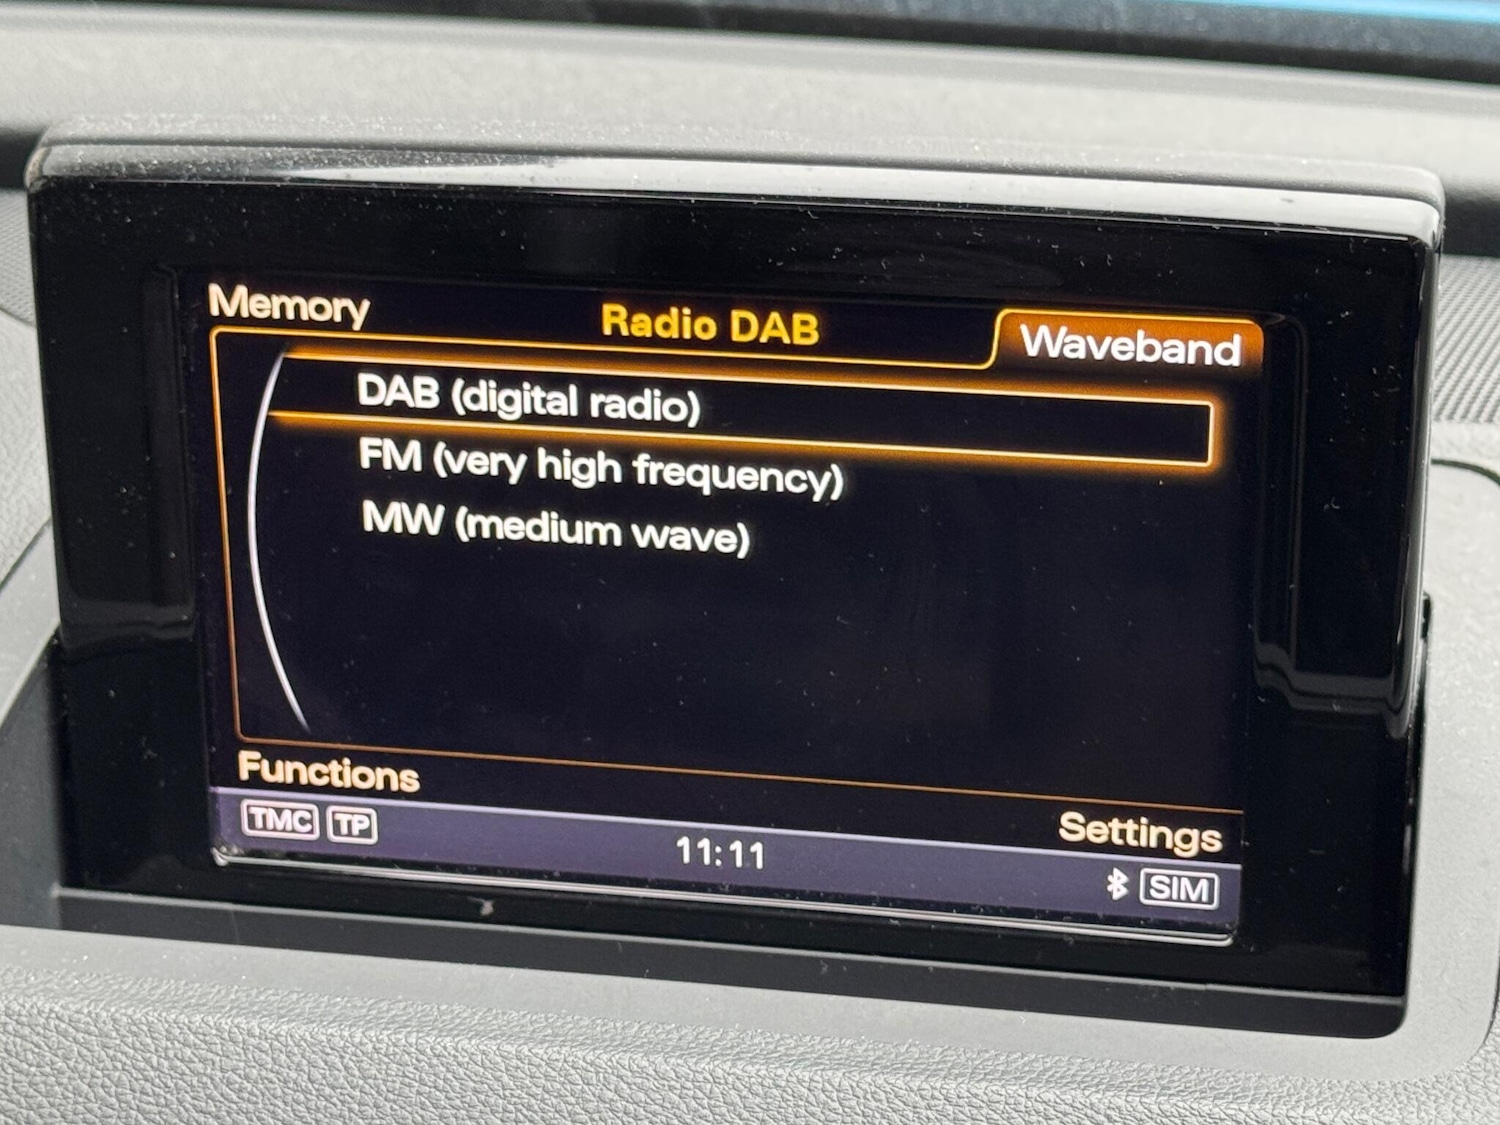 Memory
Radio DAB
Waveband
DAB (digital radio)
FM (very high frequency)
MW (medium wave)
Functions
Settings
TMC TP
11:11
SIM